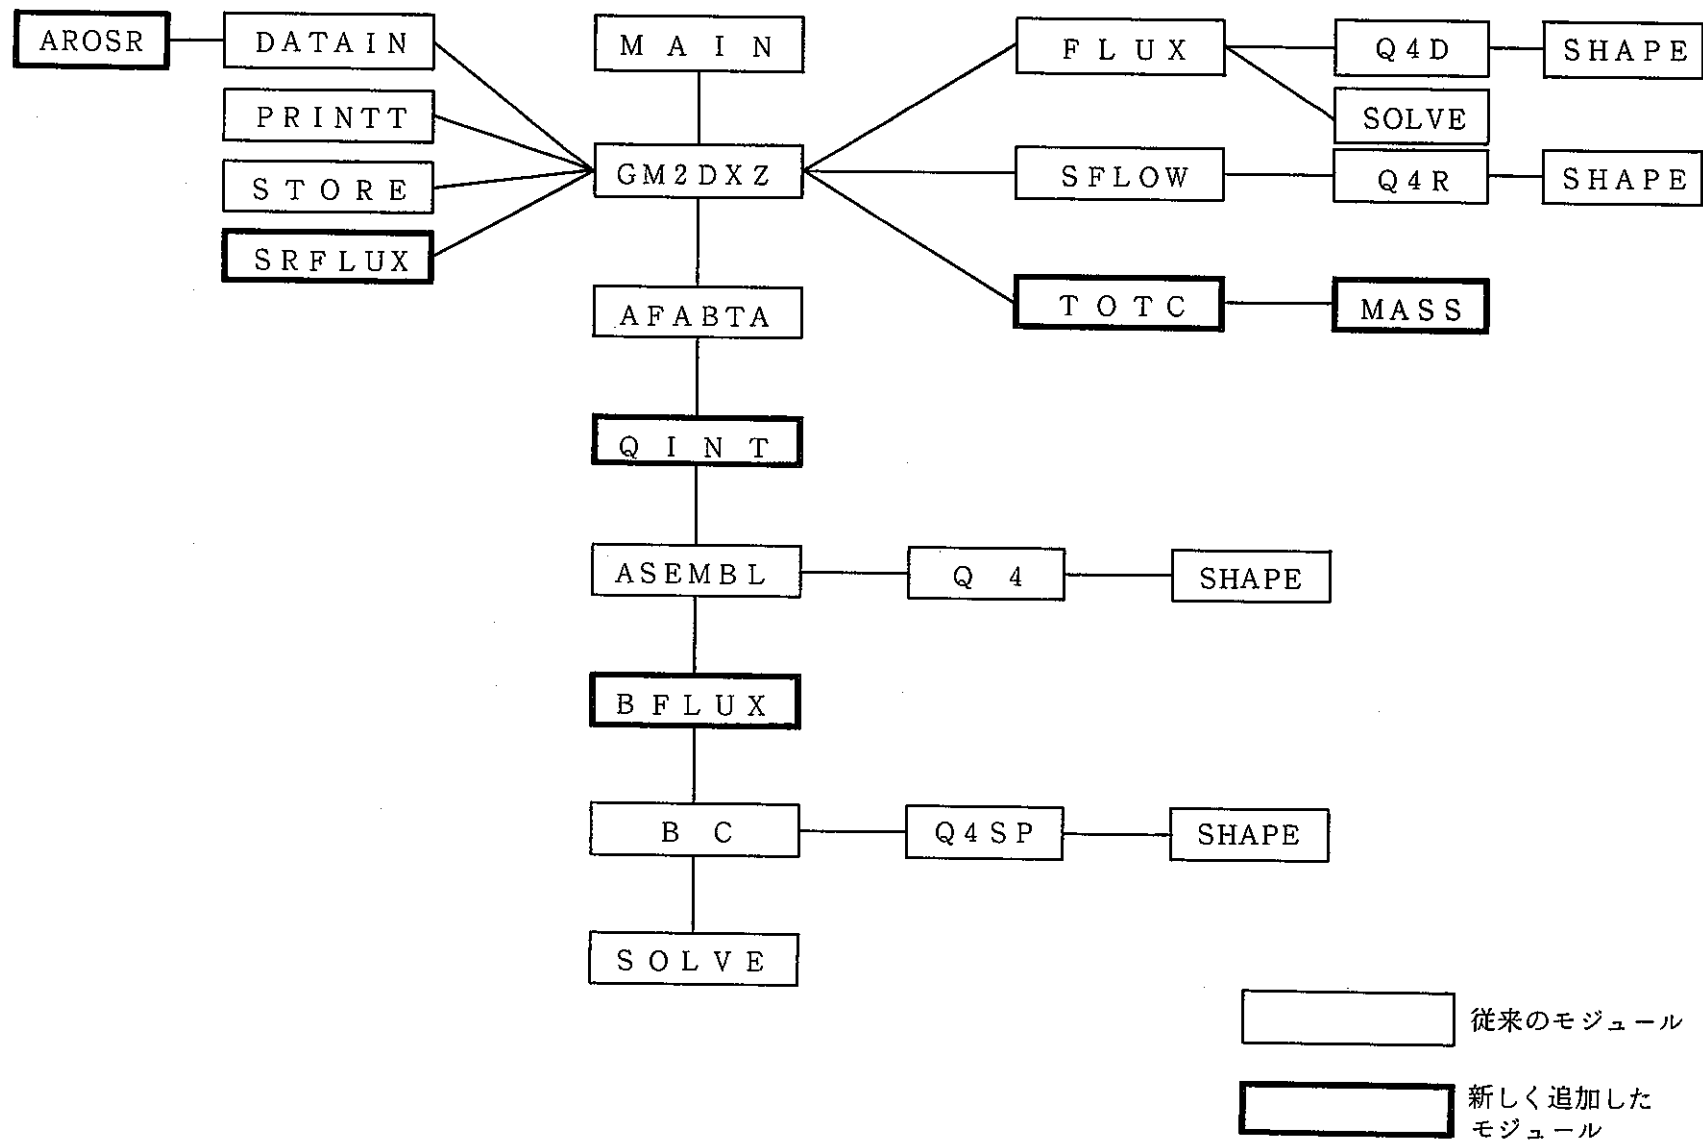 AROSR
DATAIN
MAIN
FLUX
Q4D
SHAPE
PRINTT
SOLVE
STORE
GM2DXZ
SFLOW
Q4R
SHAPE
SRFLUX
AFABTA
TOTC
MASS
QINT
ASEMBL
Q4
SHAPE
BFLUX
BC
Q4SP
SHAPE
SOLVE
従来のモジュール
新しく追加した
モジュール